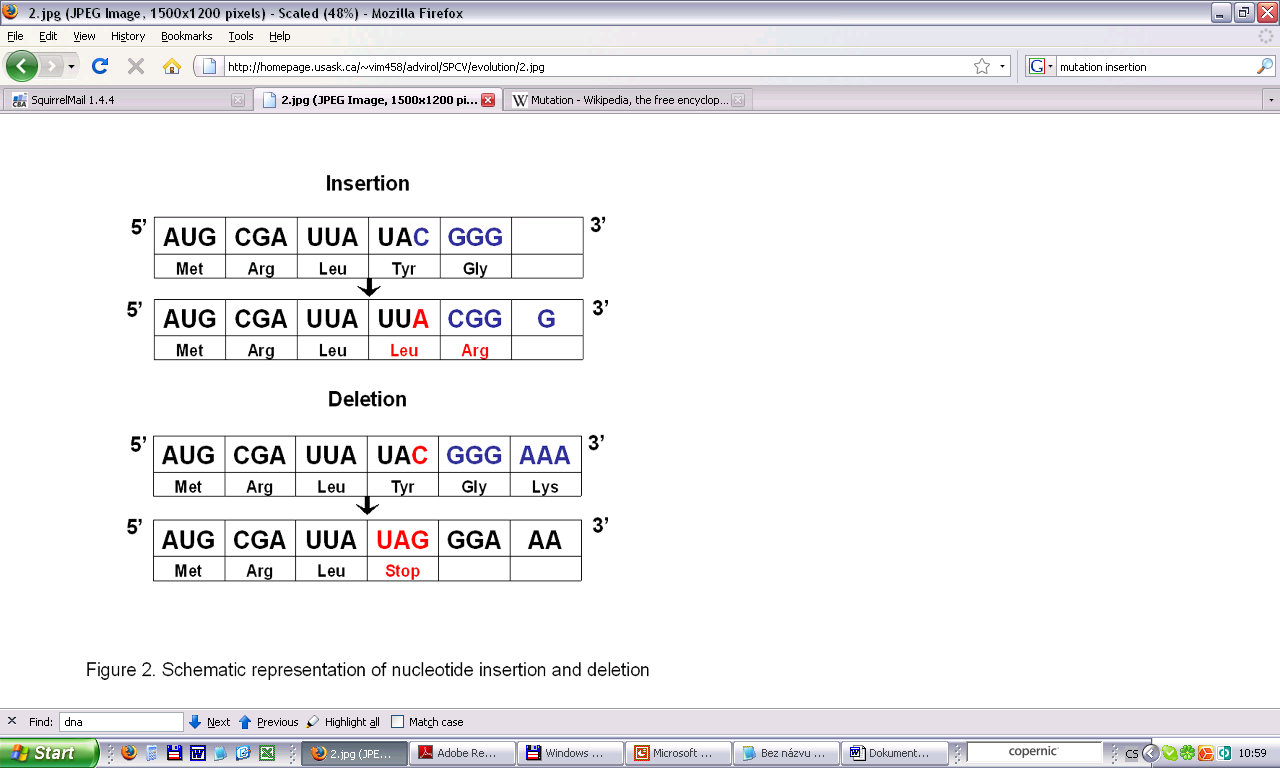 2.jpg (JPEG Image, 1500x1200 pixels) - Scaled (48%) - Mozilla Firefox
File Edit View History Bookmarks Tools Help
http://homepage.usask.ca/~vim458/advirol/SPCV/evolution/2.jpg
G mutation insertion
SquirrelMail 1.4.4 2.jpg (JPEG Image, 1500x1200 pi... W Mutation - Wikipedia, the free encyclop...
Insertion
5’ AUG CGA UUA UAC GGG 3’
Met Arg Leu Tyr Gly
5’ AUG CGA UUA UUA CGG G 3’
Met Arg Leu Leu Arg
Deletion
5’ AUG CGA UUA UAC GGG AAA 3’
Met Arg Leu Tyr Gly Lys
5’ AUG CGA UUA UAG GGA AA 3’
Met Arg Leu Stop
Figure 2. Schematic representation of nucleotide insertion and deletion
Find: dna Next Previous Highlight all Match case
Start 2.jpg (JPE... Adobe Re... Windows ... Microsoft ... Bez názvu ... Dokument... copernic CS 10:59